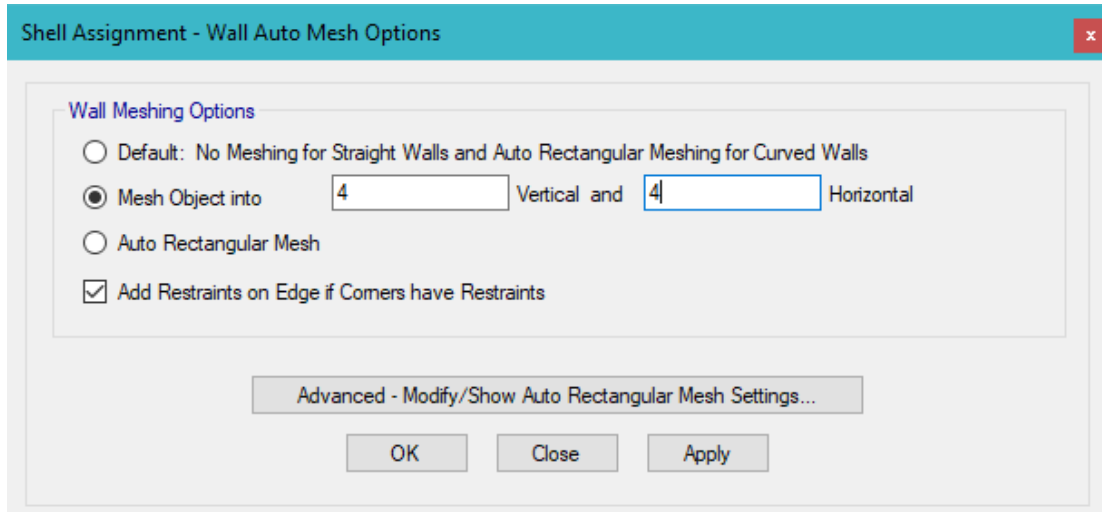 Shell Assignment - Wall Auto Mesh Options
x
Wall Meshing Options
Default: No Meshing for Straight Walls and Auto Rectangular Meshing for Curved Walls
Mesh Object into 4 Vertical and 4 Horizontal
Auto Rectangular Mesh
Add Restraints on Edge if Corners have Restraints
Advanced - Modify/Show Auto Rectangular Mesh Settings...
OK Close Apply